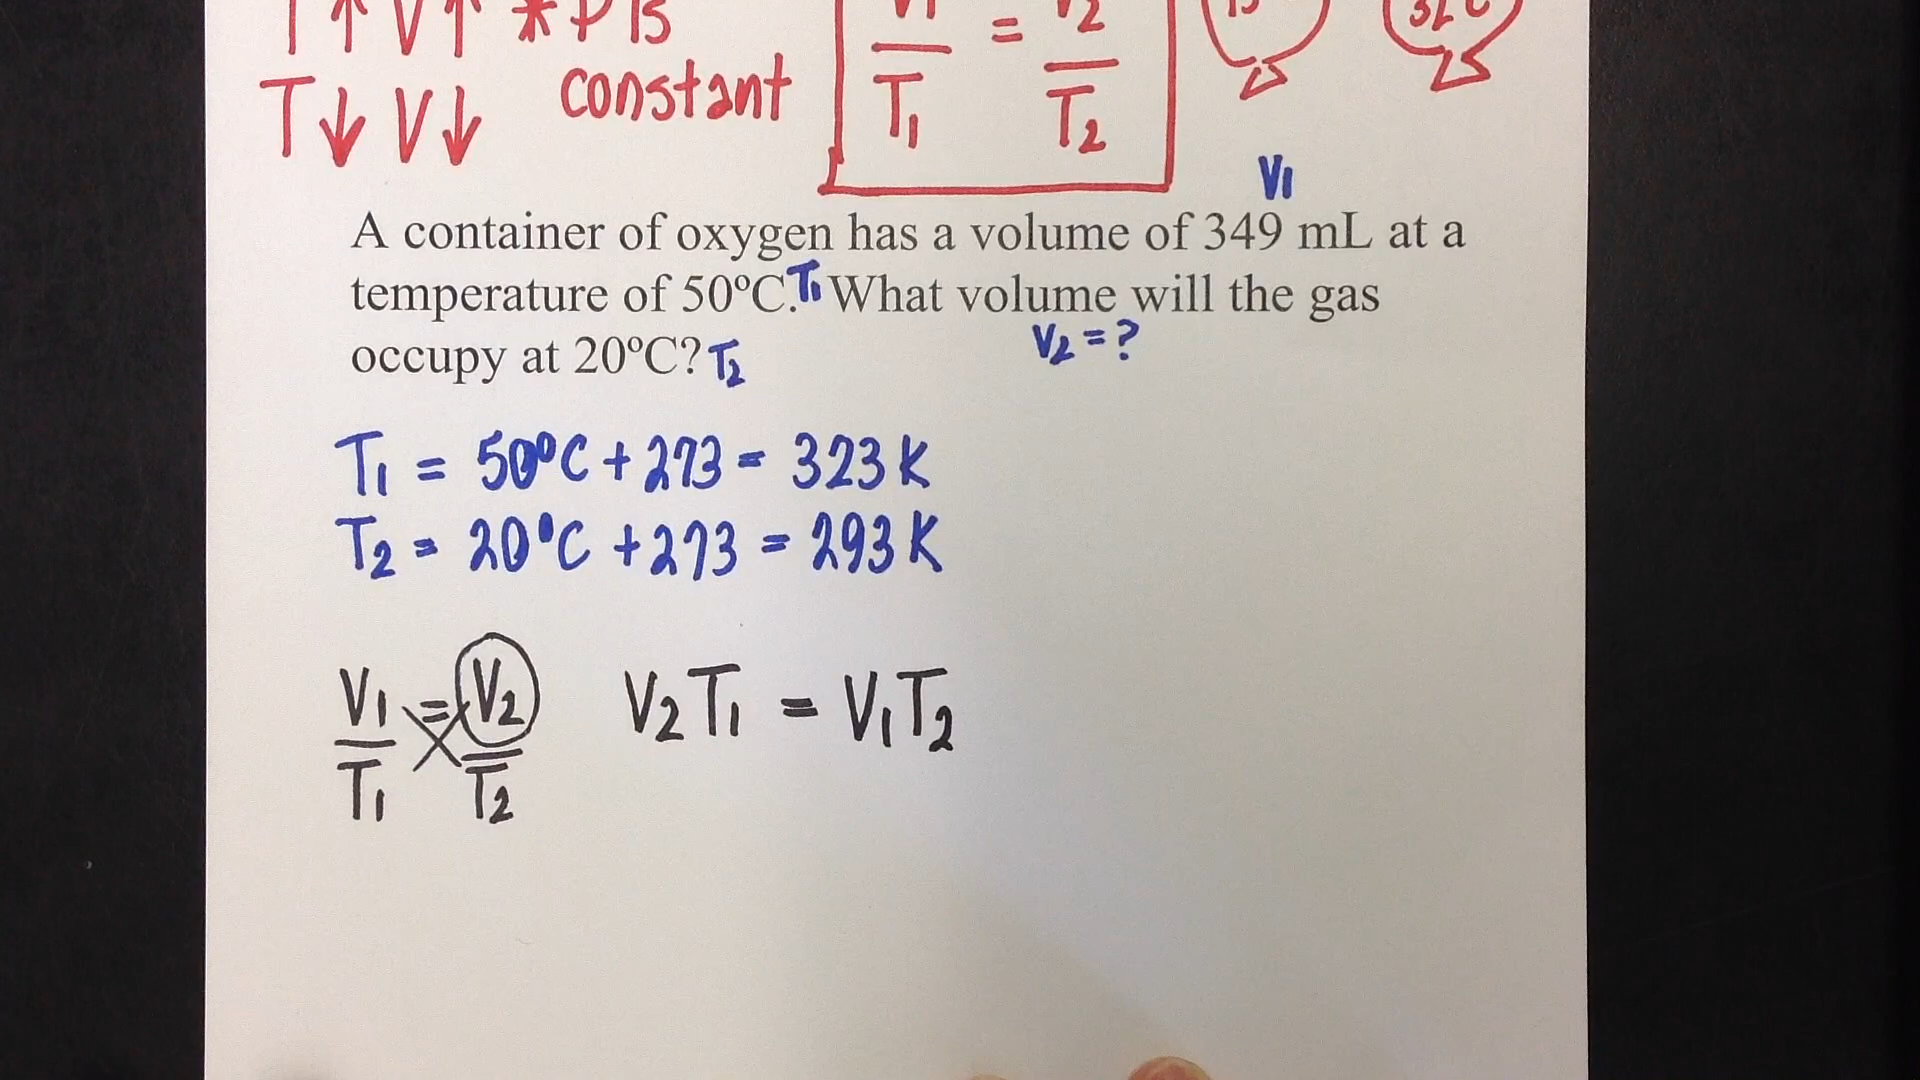 T↑ V↑ * P is
constant
T↓ V↓
V1 = V2
T1 T2
V1
A container of oxygen has a volume of 349 mL at a
temperature of 50ºC. T1 What volume will the gas
V2 = ?
occupy at 20ºC? T2
T1 = 50°C + 273 = 323 K
T2 = 20°C + 273 = 293 K
V1 = V2 V2T1 = V1T2
T1 T2